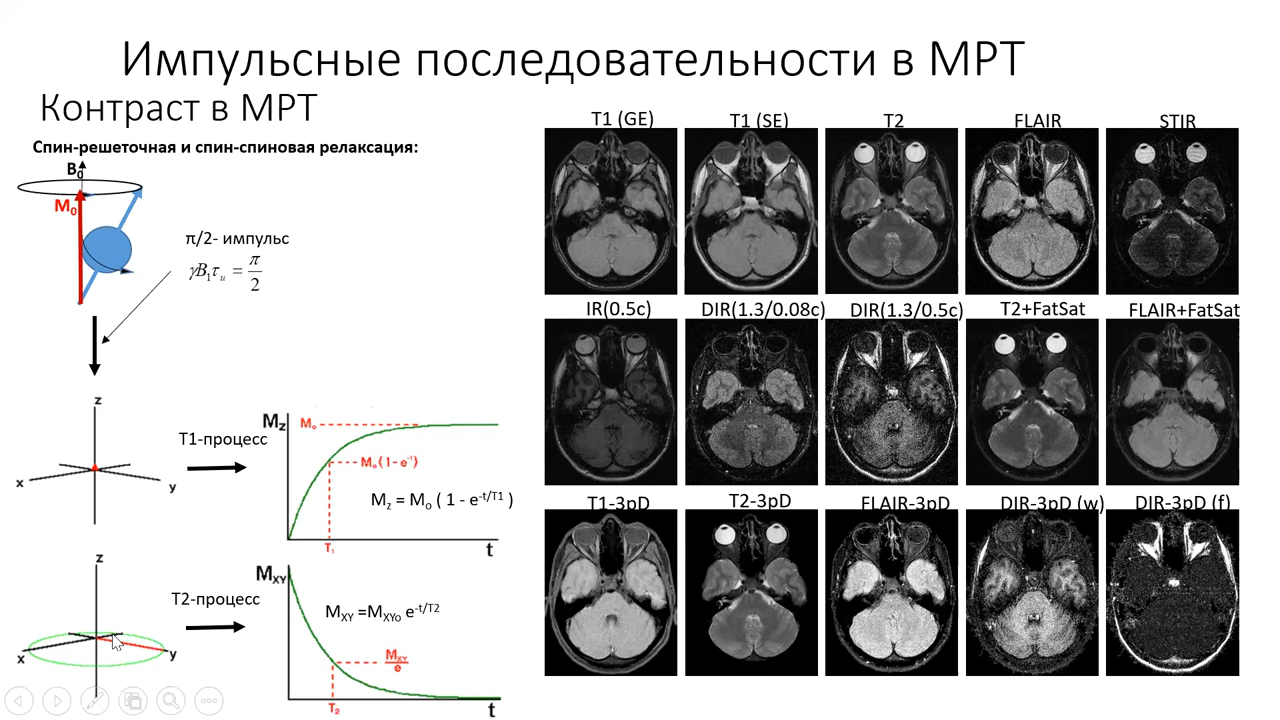 Импульсные последовательности в МРТ
Контраст в МРТ
Спин-решеточная и спин-спиновая релаксация:
B0
M0
π/2- импульс
γB1τи = π/2
z
x
y
T1-процесс
Mz
Mo
Mo(1-e-1)
Mz = Mo ( 1 - e-t/T1 )
T1
t
z
x
y
T2-процесс
MXY
MXY =MXYo e-t/T2
MXY
e
T2
t
T1 (GE) T1 (SE) T2 FLAIR STIR
IR(0.5c) DIR(1.3/0.08c) DIR(1.3/0.5c) T2+FatSat FLAIR+FatSat
T1-3pD T2-3pD FLAIR-3pD DIR-3pD (w) DIR-3pD (f)